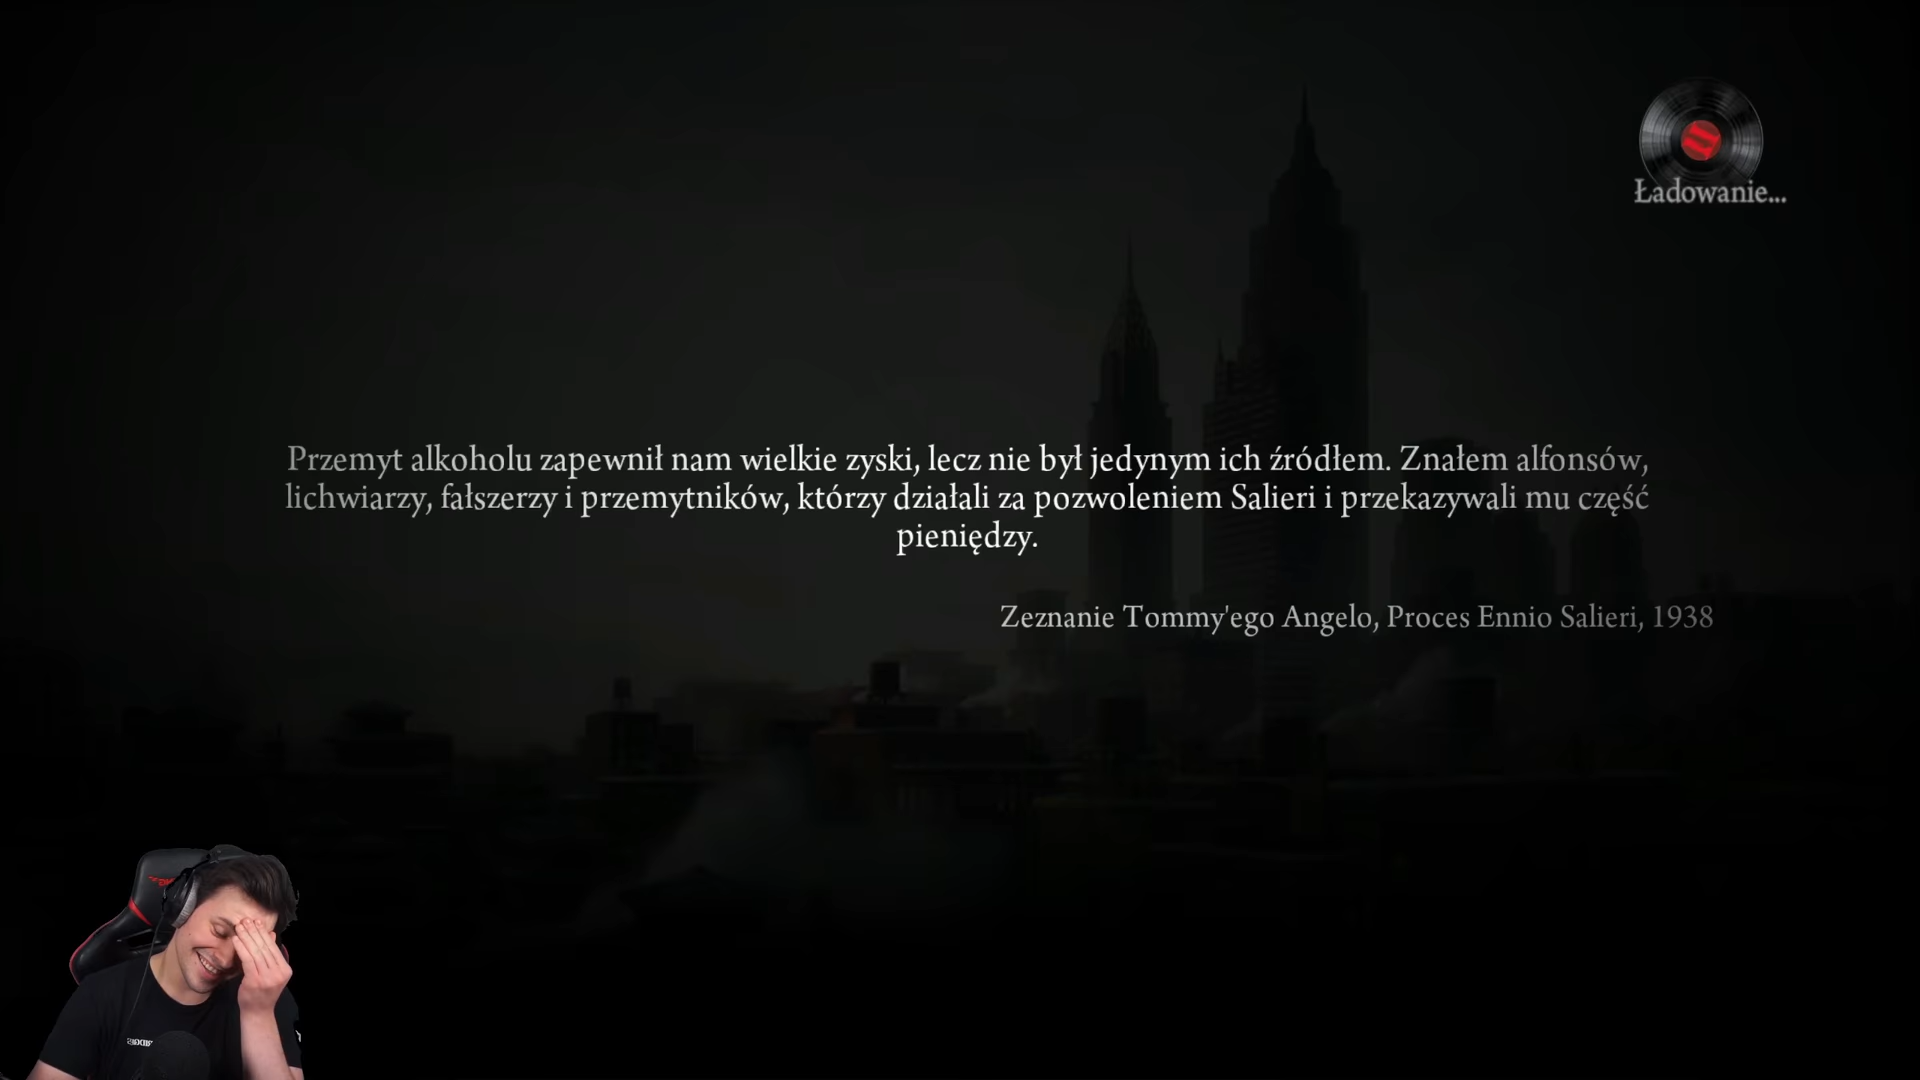 Ładowanie...
Przemyt alkoholu zapewnił nam wielkie zyski, lecz nie był jedynym ich źródłem. Znałem alfonsów,
lichwiarzy, fałszerzy i przemytników, którzy działali za pozwoleniem Salieri i przekazywali mu część
pieniędzy.
Zeznanie Tommy'ego Angelo, Proces Ennio Salieri, 1938